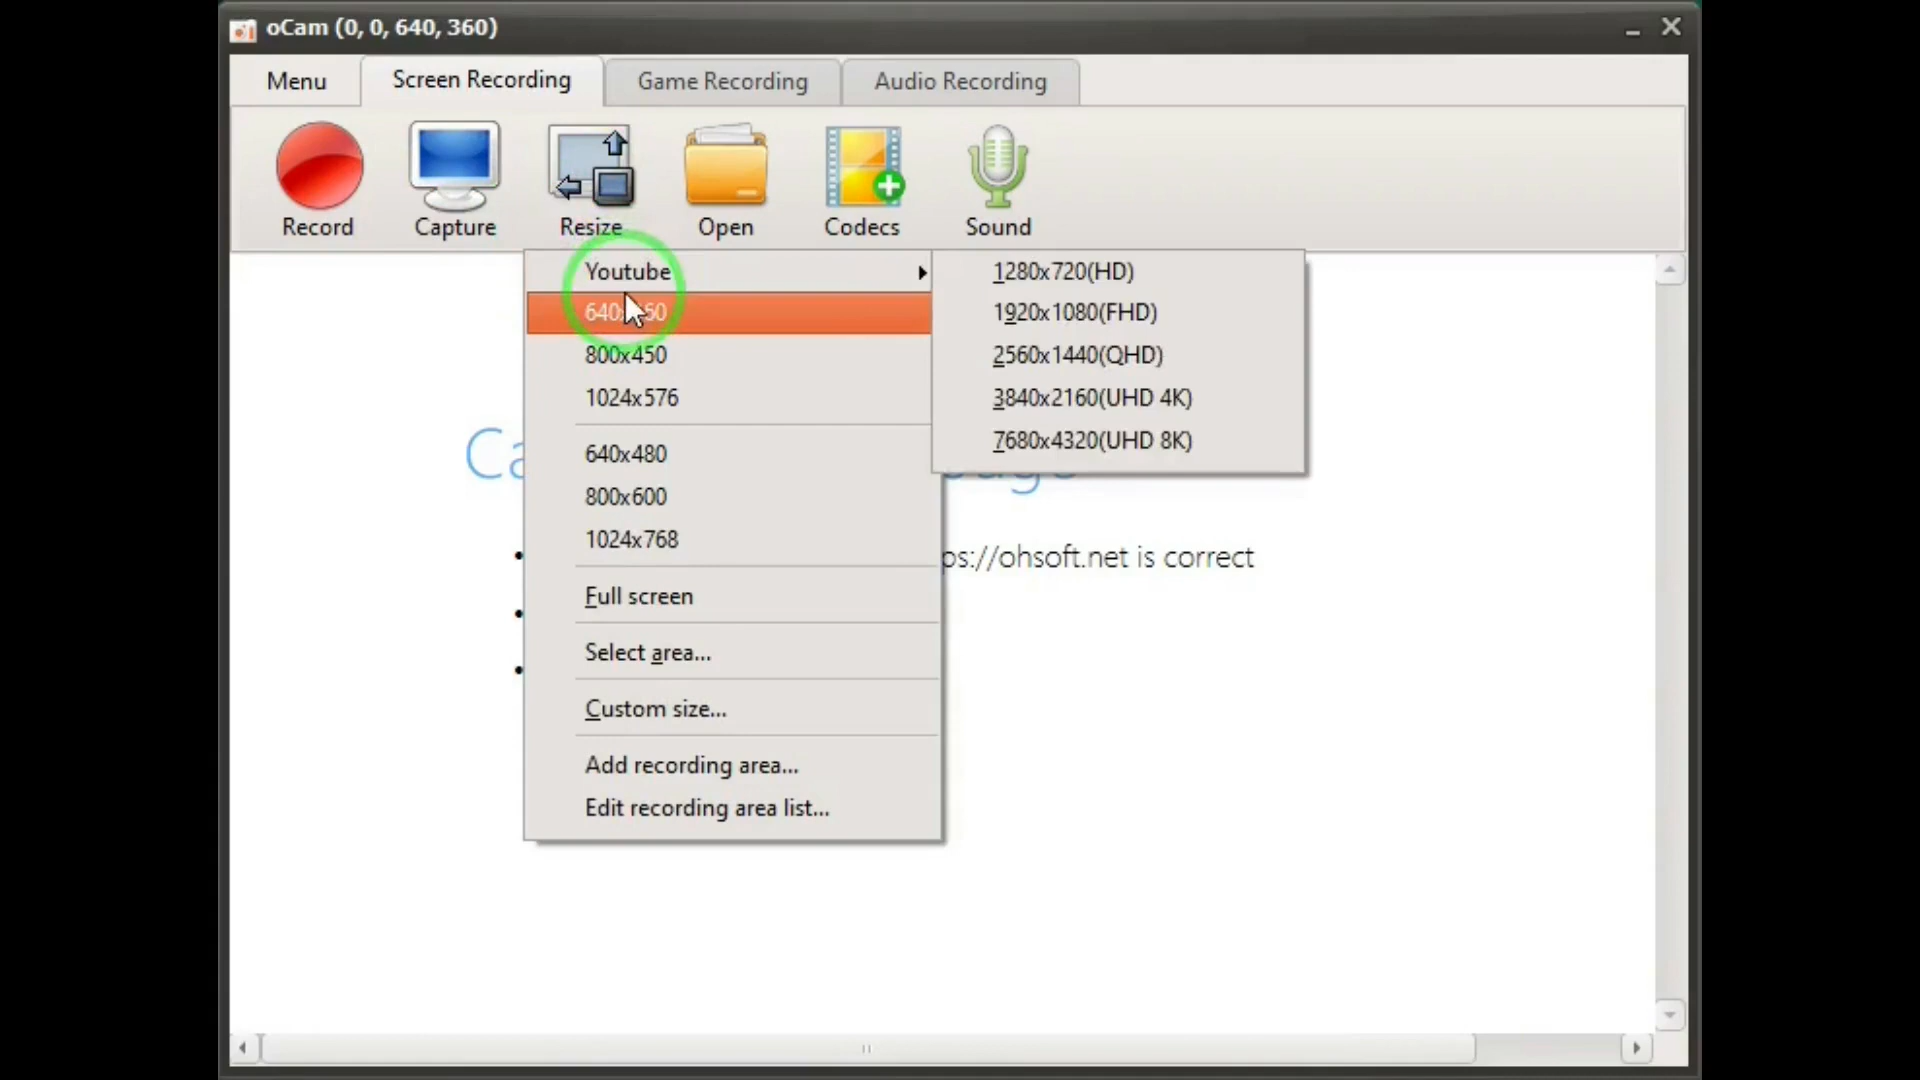 oCam (0, 0, 640, 360)
Menu
Screen Recording
Game Recording
Audio Recording
Record
Capture
Resize
Open
Codecs
Sound
Youtube
800x450
1024x576
640x480
800x600
1024x768
Full screen
Select area...
Custom size...
Add recording area...
Edit recording area list...
1280x720(HD)
1920x1080(FHD)
2560x1440(QHD)
3840x2160(UHD 4K)
7680x4320(UHD 8K)
ps://ohsoft.net is correct